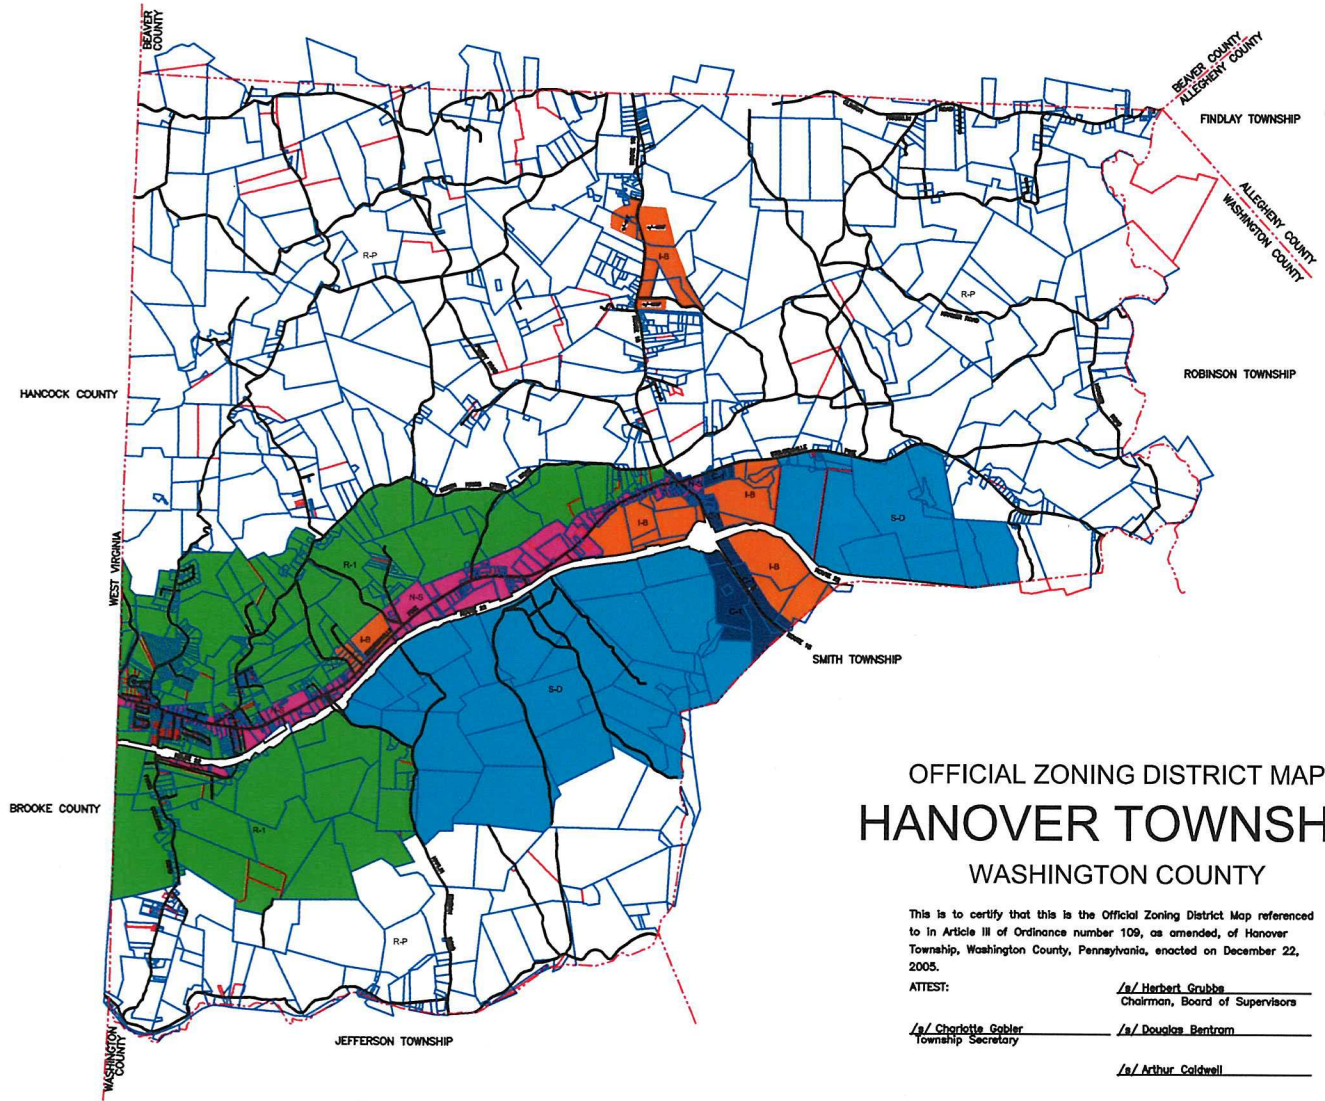 BEAVER
COUNTY
BEAVER COUNTY
ALLEGHENY COUNTY
FINDLAY TOWNSHIP
ALLEGHENY COUNTY
WASHINGTON COUNTY
R-P
I-B
R-P
ROBINSON TOWNSHIP
HANCOCK COUNTY
I-B
I-B
S-D
WEST VIRGINIA
R-1
N-S
I-B
I-B
SMITH TOWNSHIP
S-D
BROOKE COUNTY
R-1
R-P
JEFFERSON TOWNSHIP
WASHINGTON
COUNTY
OFFICIAL ZONING DISTRICT MAP
HANOVER TOWNSH
WASHINGTON COUNTY
This is to certify that this is the Official Zoning District Map referenced
to in Article III of Ordinance number 109, as amended, of Hanover
Township, Washington County, Pennsylvania, enacted on December 22,
2005.
ATTEST:
/s/ Herbert Grubbs
Chairman, Board of Supervisors
/s/ Charlotte Gabler
Township Secretary
/s/ Douglas Bentrom
/s/ Arthur Caldwell